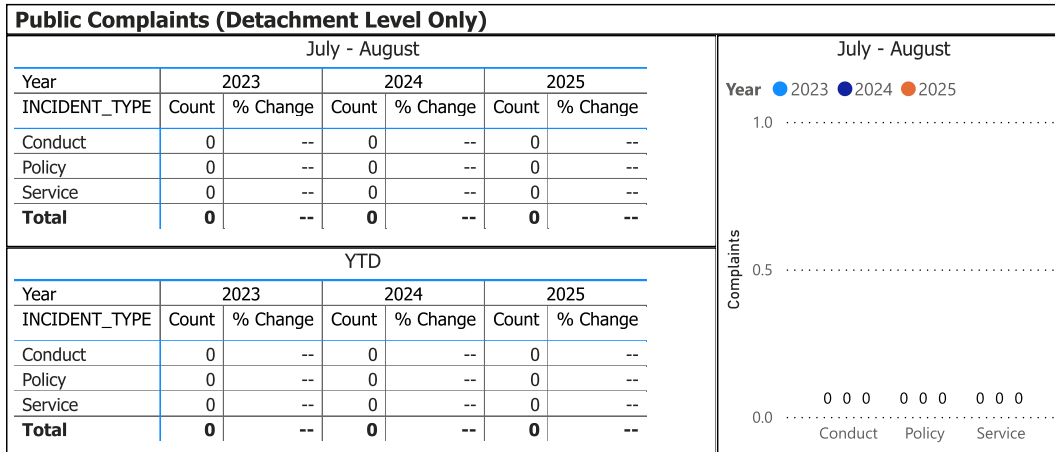 Public Complaints (Detachment Level Only)
July - August
Year 2023 2024 2025
INCIDENT_TYPE Count % Change Count % Change Count % Change
Conduct 0 -- 0 -- 0 --
Policy 0 -- 0 -- 0 --
Service 0 -- 0 -- 0 --
Total 0 -- 0 -- 0 --
YTD
Year 2023 2024 2025
INCIDENT_TYPE Count % Change Count % Change Count % Change
Conduct 0 -- 0 -- 0 --
Policy 0 -- 0 -- 0 --
Service 0 -- 0 -- 0 --
Total 0 -- 0 -- 0 --
July - August
Year 2023 2024 2025
Complaints
1.0
0.5
0.0
0 0 0 0 0 0 0 0 0
Conduct Policy Service